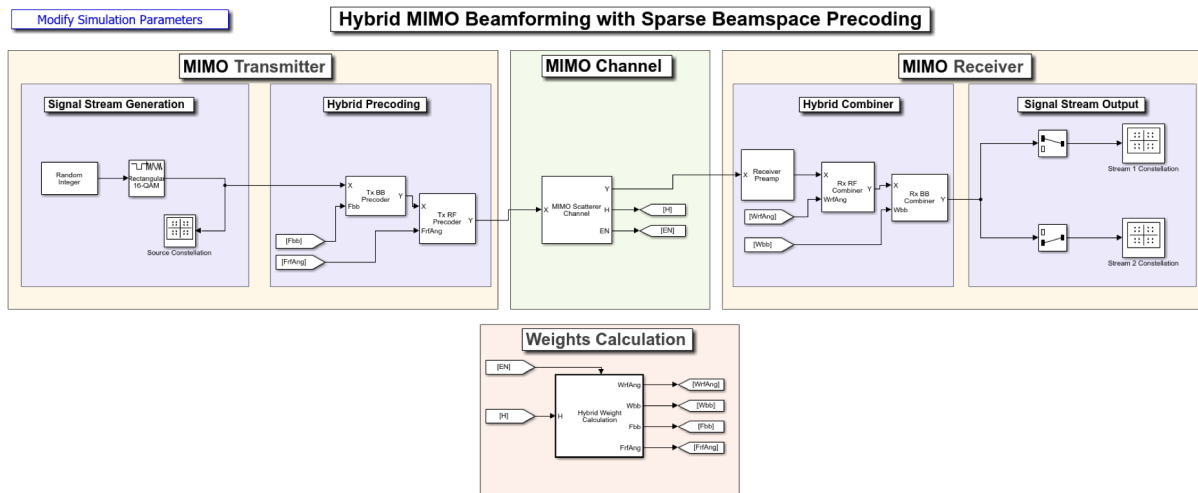 Modify Simulation Parameters
Hybrid MIMO Beamforming with Sparse Beamspace Precoding
MIMO Transmitter
Signal Stream Generation
Random
Integer
Rectangular
16-QAM
Source Constellation
Hybrid Precoding
X
Fbb
Tx BB
Precoder
Y
[Fbb]
[FrfAng]
X
FrfAng
Tx RF
Precoder
Y
MIMO Channel
X
MIMO Scatterer
Channel
Y
H
EN
[H]
[EN]
MIMO Receiver
Hybrid Combiner
X
Receiver
Preamp
[WrfAng]
[Wbb]
X
WrfAng
Rx RF
Combiner
Y
X
Wbb
Rx BB
Combiner
Y
Signal Stream Output
Stream 1 Constellation
Stream 2 Constellation
Weights Calculation
[EN]
[H]
H
Hybrid Weight
Calculation
WrfAng
Wbb
Fbb
FrfAng
[WrfAng]
[Wbb]
[Fbb]
[FrfAng]